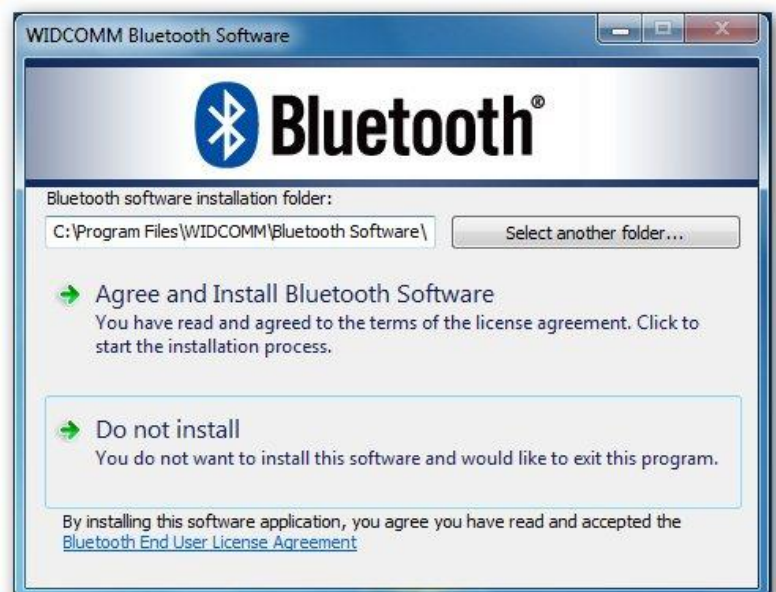 WIDCOMM Bluetooth Software
Bluetooth®
Bluetooth software installation folder:
C:\Program Files\WIDCOMM\Bluetooth Software\
Select another folder...
Agree and Install Bluetooth Software
You have read and agreed to the terms of the license agreement. Click to
start the installation process.
Do not install
You do not want to install this software and would like to exit this program.
By installing this software application, you agree you have read and accepted the
Bluetooth End User License Agreement